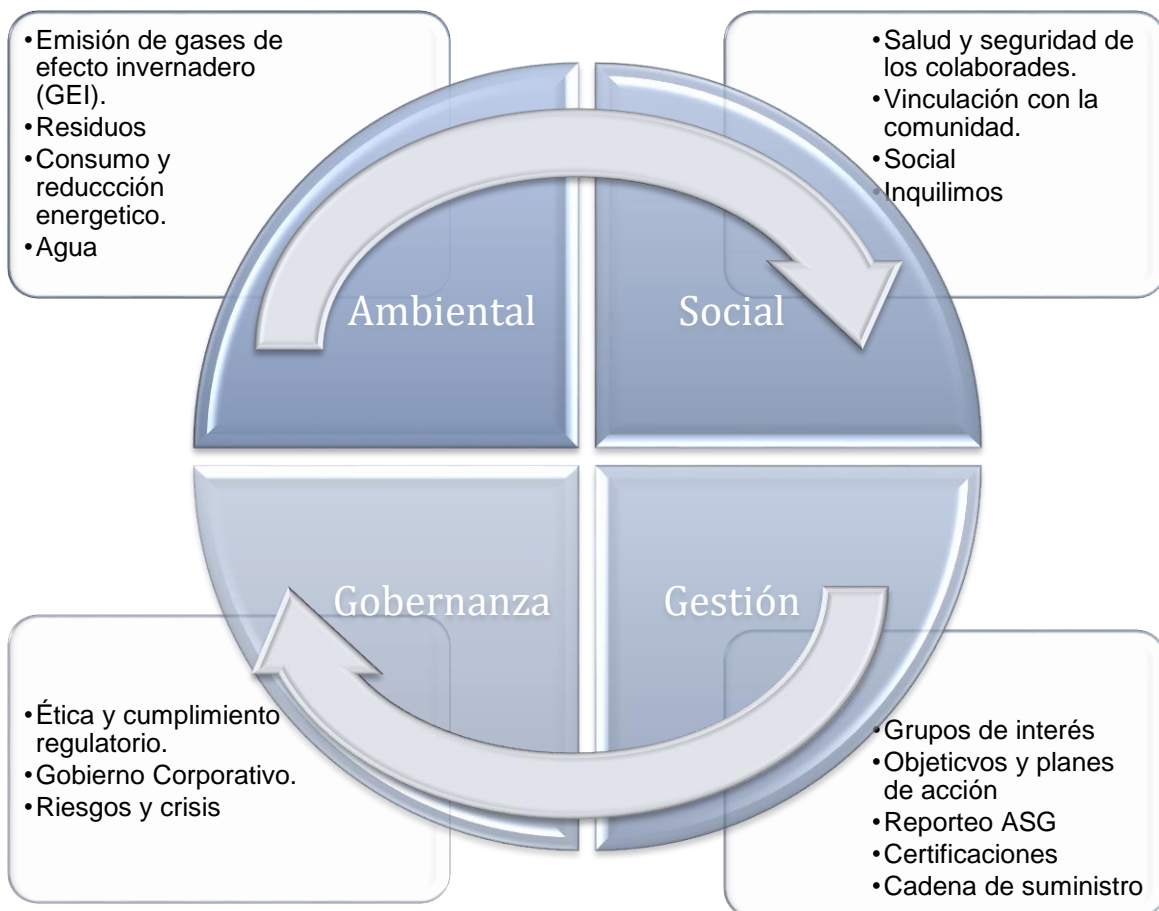 •Emisión de gases de
efecto invernadero
(GEI).
•Residuos
•Consumo y
reduccción
energetico.
•Agua
•Salud y seguridad de
los colaborades.
•Vinculación con la
comunidad.
•Social
•Inquilimos
Ambiental
Social
Gobernanza
Gestión
•Ética y cumplimiento
regulatorio.
•Gobierno Corporativo.
•Riesgos y crisis
•Grupos de interés
•Objeticvos y planes
de acción
•Reporteo ASG
•Certificaciones
•Cadena de suministro